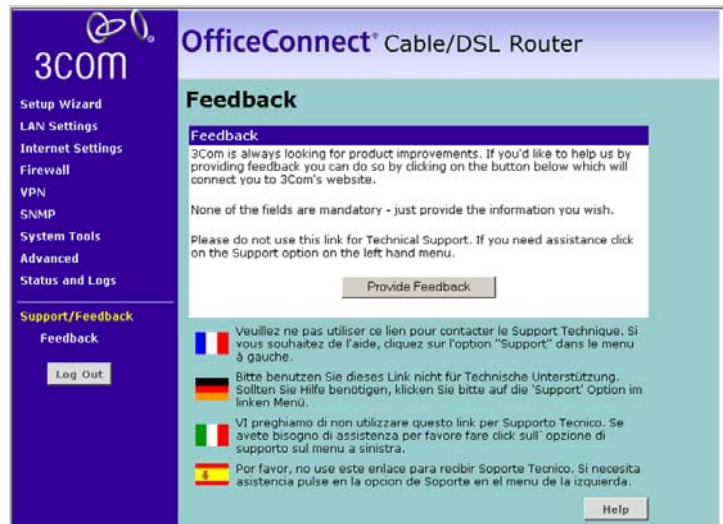 3COM
OfficeConnect® Cable/DSL Router
Setup Wizard
LAN Settings
Internet Settings
Firewall
VPN
SNMP
System Tools
Advanced
Status and Logs
Support/Feedback
Feedback
Log Out
Feedback
Feedback
3Com is always looking for product improvements. If you'd like to help us by
providing feedback you can do so by clicking on the button below which will
connect you to 3Com's website.
None of the fields are mandatory - just provide the information you wish.
Please do not use this link for Technical Support. If you need assistance click
on the Support option on the left hand menu.
Provide Feedback
Veuillez ne pas utiliser ce lien pour contacter le Support Technique. Si
vous souhaitez de l'aide, cliquez sur l'option "Support" dans le menu
à gauche.
Bitte benutzen Sie dieses Link nicht für Technische Unterstützung.
Sollten Sie Hilfe benötigen, klicken Sie bitte auf die 'Support' Option im
linken Menü.
VI preghiamo di non utilizzare questo link per Supporto Tecnico. Se
avete bisogno di assistenza per favore fare click sull` opzione di
supporto sul menu a sinistra.
Por favor, no use este enlace para recibir Soporte Tecnico. Si necesita
asistencia pulse en la opcion de Soporte en el menu de la izquierda.
Help